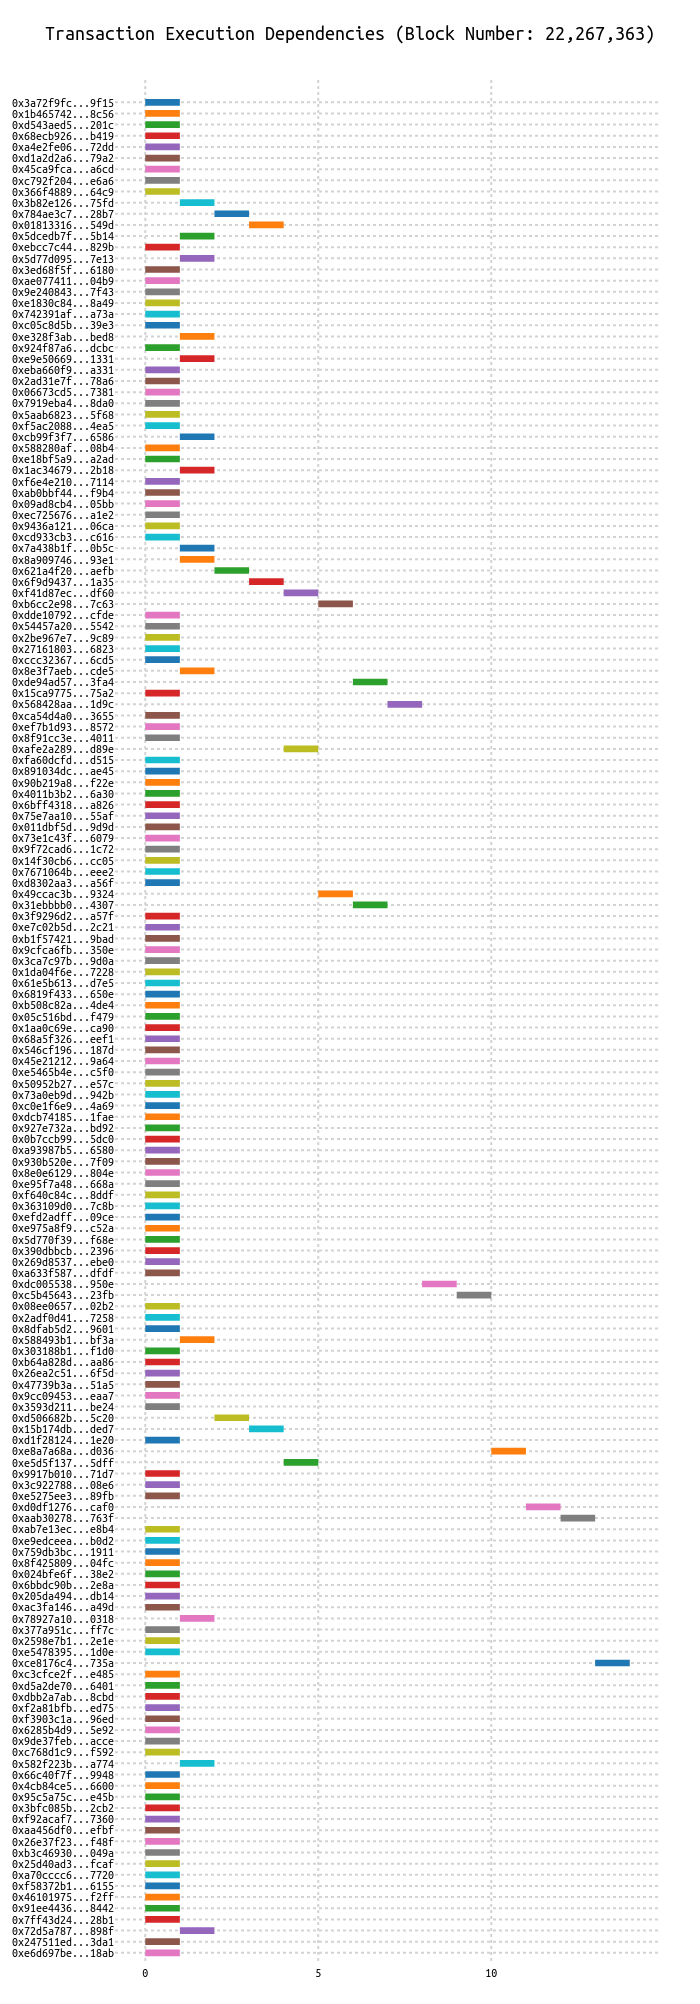 Transaction Execution Dependencies (Block Number: 22,267,363)
0x3a72f9fc...9f15
0x1b465742...8c56
0xd543aed5...201c
0x68ecb926...b419
0xa4e2fe06...72dd
0xd1a2d2a6...79a2
0x45ca9fca...a6cd
0xc792f204...e6a6
0x366f4889...64c9
0x3b82e126...75fd
0x784ae3c7...28b7
0x01813316...549d
0x5dcedb7f...5b14
0xebcc7c44...829b
0x5d77d095...7e13
0x3ed68f5f...6180
0xae077411...04b9
0x9e240843...7f43
0xe1830c84...8a49
0x742391af...a73a
0xc05c8d5b...39e3
0xe328f3ab...bed8
0x924f87a6...dcbc
0xe9e50669...1331
0xeba660f9...a331
0x2ad31e7f...78a6
0x06673cd5...7381
0x7919eba4...8da0
0x5aab6823...5f68
0xf5ac2088...4ea5
0xcb99f3f7...6586
0x588280af...08b4
0xe18bf5a9...a2ad
0x1ac34679...2b18
0xf6e4e210...7114
0xab0bbf44...f9b4
0x09ad8cb4...05bb
0xec725676...a1e2
0x9436a121...06ca
0xcd933cb3...c616
0x7a438b1f...0b5c
0x8a909746...93e1
0x621a4f20...aefb
0x6f9d9437...1a35
0xf41d87ec...df60
0xb6cc2e98...7c63
0xdde10792...cfde
0x54457a20...5542
0x2be967e7...9c89
0x27161803...6823
0xccc32367...6cd5
0x8e3f7aeb...cde5
0xde94ad57...3fa4
0x15ca9775...75a2
0x568428aa...1d9c
0xca54d4a0...3655
0xef7b1d93...8572
0x8f91cc3e...4011
0xafe2a289...d89e
0xfa60dcfd...d515
0x891034dc...ae45
0x90b219a8...f22e
0x4011b3b2...6a30
0x6bff4318...a826
0x75e7aa10...55af
0x011dbf5d...9d9d
0x73e1c43f...6079
0x9f72cad6...1c72
0x14f30cb6...cc05
0x7671064b...eee2
0xd8302aa3...a56f
0x49ccac3b...9324
0x31ebbbb0...4307
0x3f9296d2...a57f
0xe7c02b5d...2c21
0xb1f57421...9bad
0x9cfca6fb...350e
0x3ca7c97b...9d0a
0x1da04f6e...7228
0x61e5b613...d7e5
0x6819f433...650e
0xb508c82a...4de4
0x05c516bd...f479
0x1aa0c69e...ca90
0x68a5f326...eef1
0x546cf196...187d
0x45e21212...9a64
0xe5465b4e...c5f0
0x50952b27...e57c
0x73a0eb9d...942b
0xc0e1f6e9...4a69
0xdcb74185...1fae
0x927e732a...bd92
0x0b7ccb99...5dc0
0xa93987b5...6580
0x930b520e...7f09
0x8e0e6129...804e
0xe95f7a48...668a
0xf640c84c...8ddf
0x363109d0...7c8b
0xefd2adff...09ce
0xe975a8f9...c52a
0x5d770f39...f68e
0x390dbbcb...2396
0x269d8537...ebe0
0xa633f587...dfdf
0xdc005538...950e
0xc5b45643...23fb
0x08ee0657...02b2
0x2adf0d41...7258
0x8dfab5d2...9601
0x588493b1...bf3a
0x303188b1...f1d0
0xb64a828d...aa86
0x26ea2c51...6f5d
0x47739b3a...51a5
0x9cc09453...eaa7
0x3593d211...be24
0xd506682b...5c20
0x15b174db...ded7
0xd1f28124...1e20
0xe8a7a68a...d036
0xe5d5f137...5dff
0x9917b010...71d7
0x3c922788...08e6
0xe5275ee3...89fb
0xd0df1276...caf0
0xaab30278...763f
0xab7e13ec...e8b4
0xe9edceea...b0d2
0x759db3bc...1911
0x8f425809...04fc
0x024bfe6f...38e2
0x6bbdc90b...2e8a
0x205da494...db14
0xac3fa146...a49d
0x78927a10...0318
0x377a951c...ff7c
0x2598e7b1...2e1e
0xe5478395...1d0e
0xce8176c4...735a
0xc3cfce2f...e485
0xd5a2de70...6401
0xdbb2a7ab...8cbd
0xf2a81bfb...ed75
0xf3903c1a...96ed
0x6285b4d9...5e92
0x9de37feb...acce
0xc768d1c9...f592
0x582f223b...a774
0x66c40f7f...9948
0x4cb84ce5...6600
0x95c5a75c...e45b
0x3bfc085b...2cb2
0xf92acaf7...7360
0xaa456df0...efbf
0x26e37f23...f48f
0xb3c46930...049a
0x25d40ad3...fcaf
0xa70cccc6...7720
0xf58372b1...6155
0x46101975...f2ff
0x91ee4436...8442
0x7ff43d24...28b1
0x72d5a787...898f
0x247511ed...3da1
0xe6d697be...18ab
0 5 10